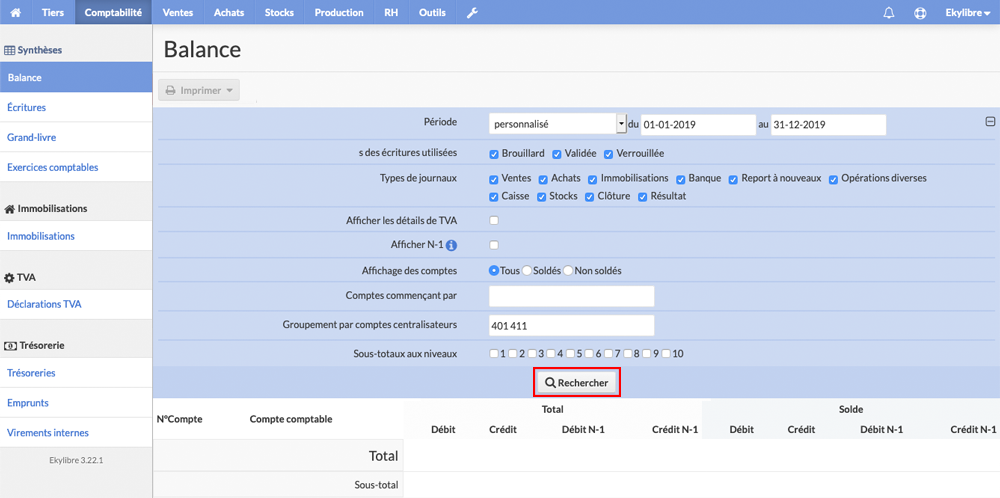 Tiers Comptabilité Ventes Achats Stocks Production RH Outils Ekylibre
Synthèses
Balance
Écritures
Grand-livre
Exercices comptables
Immobilisations
Immobilisations
TVA
Déclarations TVA
Trésorerie
Trésoreries
Emprunts
Virements internes
Ekylibre 3.22.1
Balance
Imprimer
Période personnalisé du 01-01-2019 au 31-12-2019
s des écritures utilisées Brouillard Validée Verrouillée
Types de journaux Ventes Achats Immobilisations Banque Report à nouveaux Opérations diverses
Caisse Stocks Clôture Résultat
Afficher les détails de TVA
Afficher N-1
Affichage des comptes Tous Soldés Non soldés
Comptes commençant par
Groupement par comptes centralisateurs 401 411
Sous-totaux aux niveaux 1 2 3 4 5 6 7 8 9 10
Rechercher
N°Compte Compte comptable Total Solde
Débit Crédit Débit N-1 Crédit N-1 Débit Crédit Débit N-1 Crédit N-1
Total
Sous-total